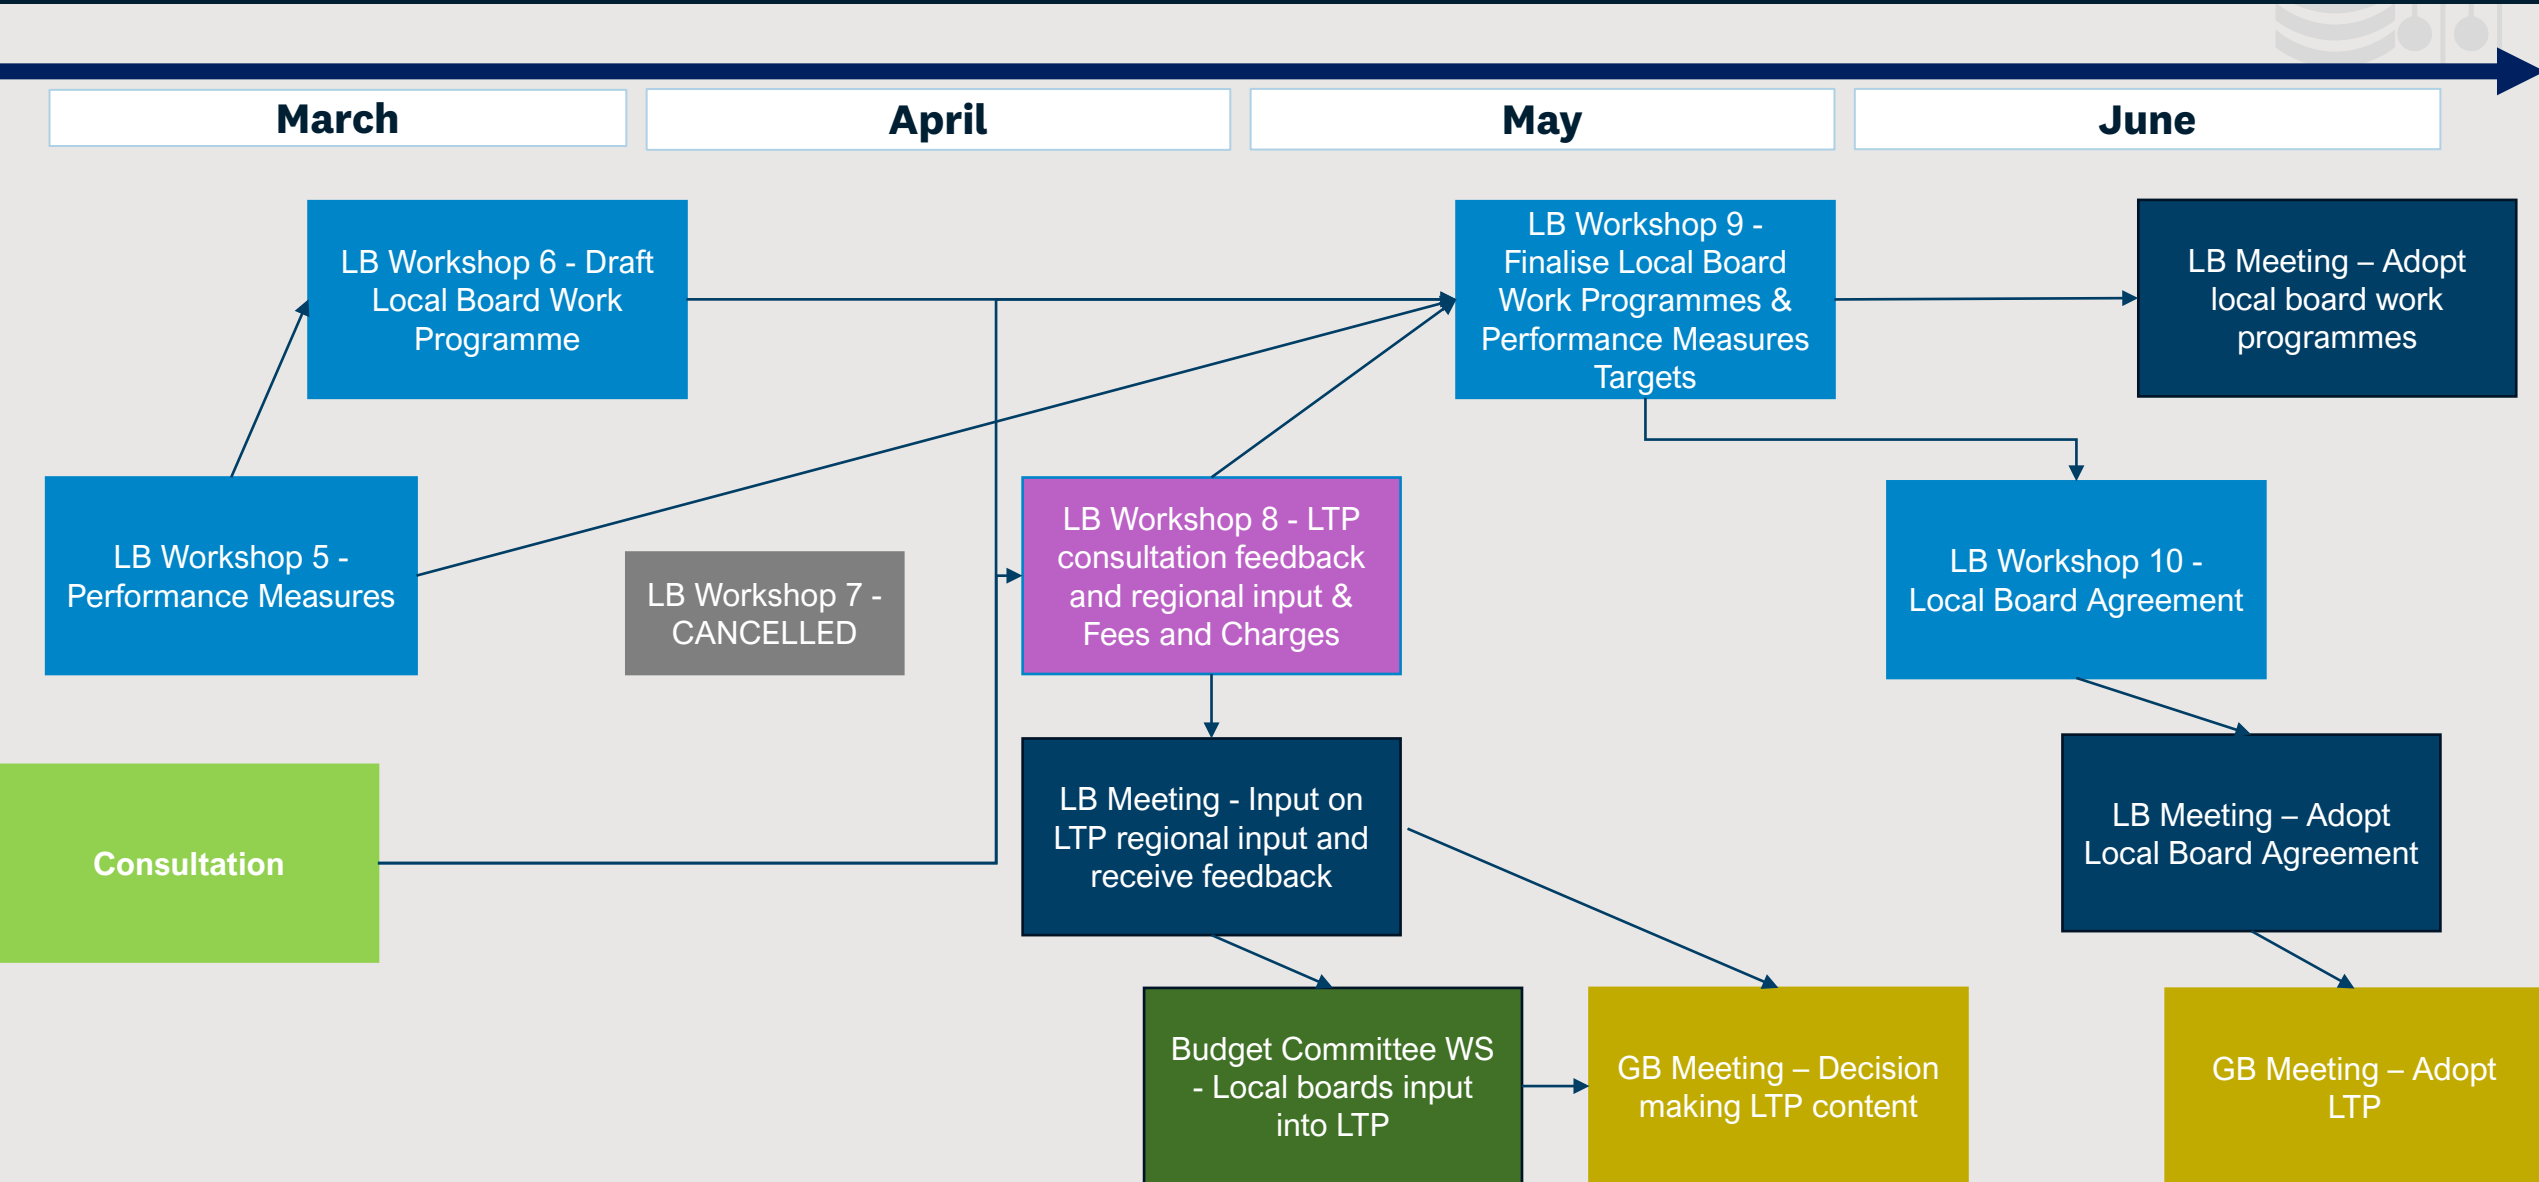 March
April
May
June
LB Workshop 6 - Draft
Local Board Work
Programme
LB Workshop 9 -
Finalise Local Board
Work Programmes &
Performance Measures
Targets
LB Meeting – Adopt
local board work
programmes
LB Workshop 5 -
Performance Measures
LB Workshop 7 -
CANCELLED
LB Workshop 8 - LTP
consultation feedback
and regional input &
Fees and Charges
LB Workshop 10 -
Local Board Agreement
Consultation
LB Meeting - Input on
LTP regional input and
receive feedback
LB Meeting – Adopt
Local Board Agreement
Budget Committee WS
- Local boards input
into LTP
GB Meeting – Decision
making LTP content
GB Meeting – Adopt
LTP